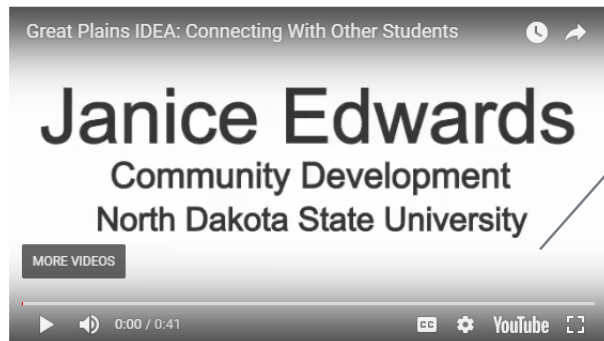 Great Plains IDEA: Connecting With Other Students
Janice Edwards
Community Development
North Dakota State University
MORE VIDEOS
0:00 / 0:41
CC
YouTube